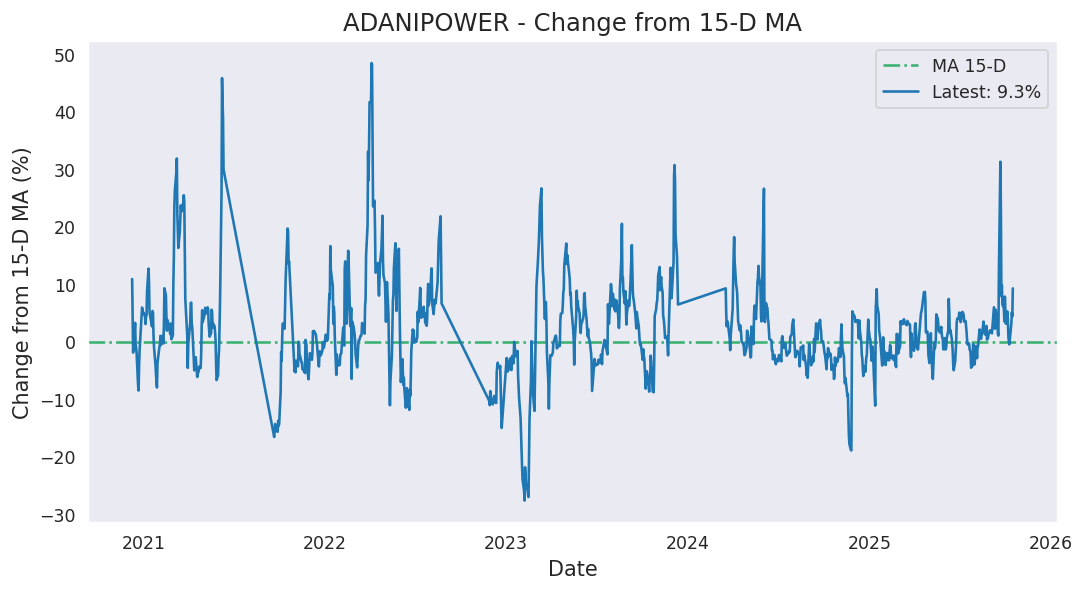 ADANIPOWER - Change from 15-D MA
MA 15-D
Latest: 9.3%
Change from 15-D MA (%)
50
40
30
20
10
0
−10
−20
−30
2021 2022 2023 2024 2025 2026
Date